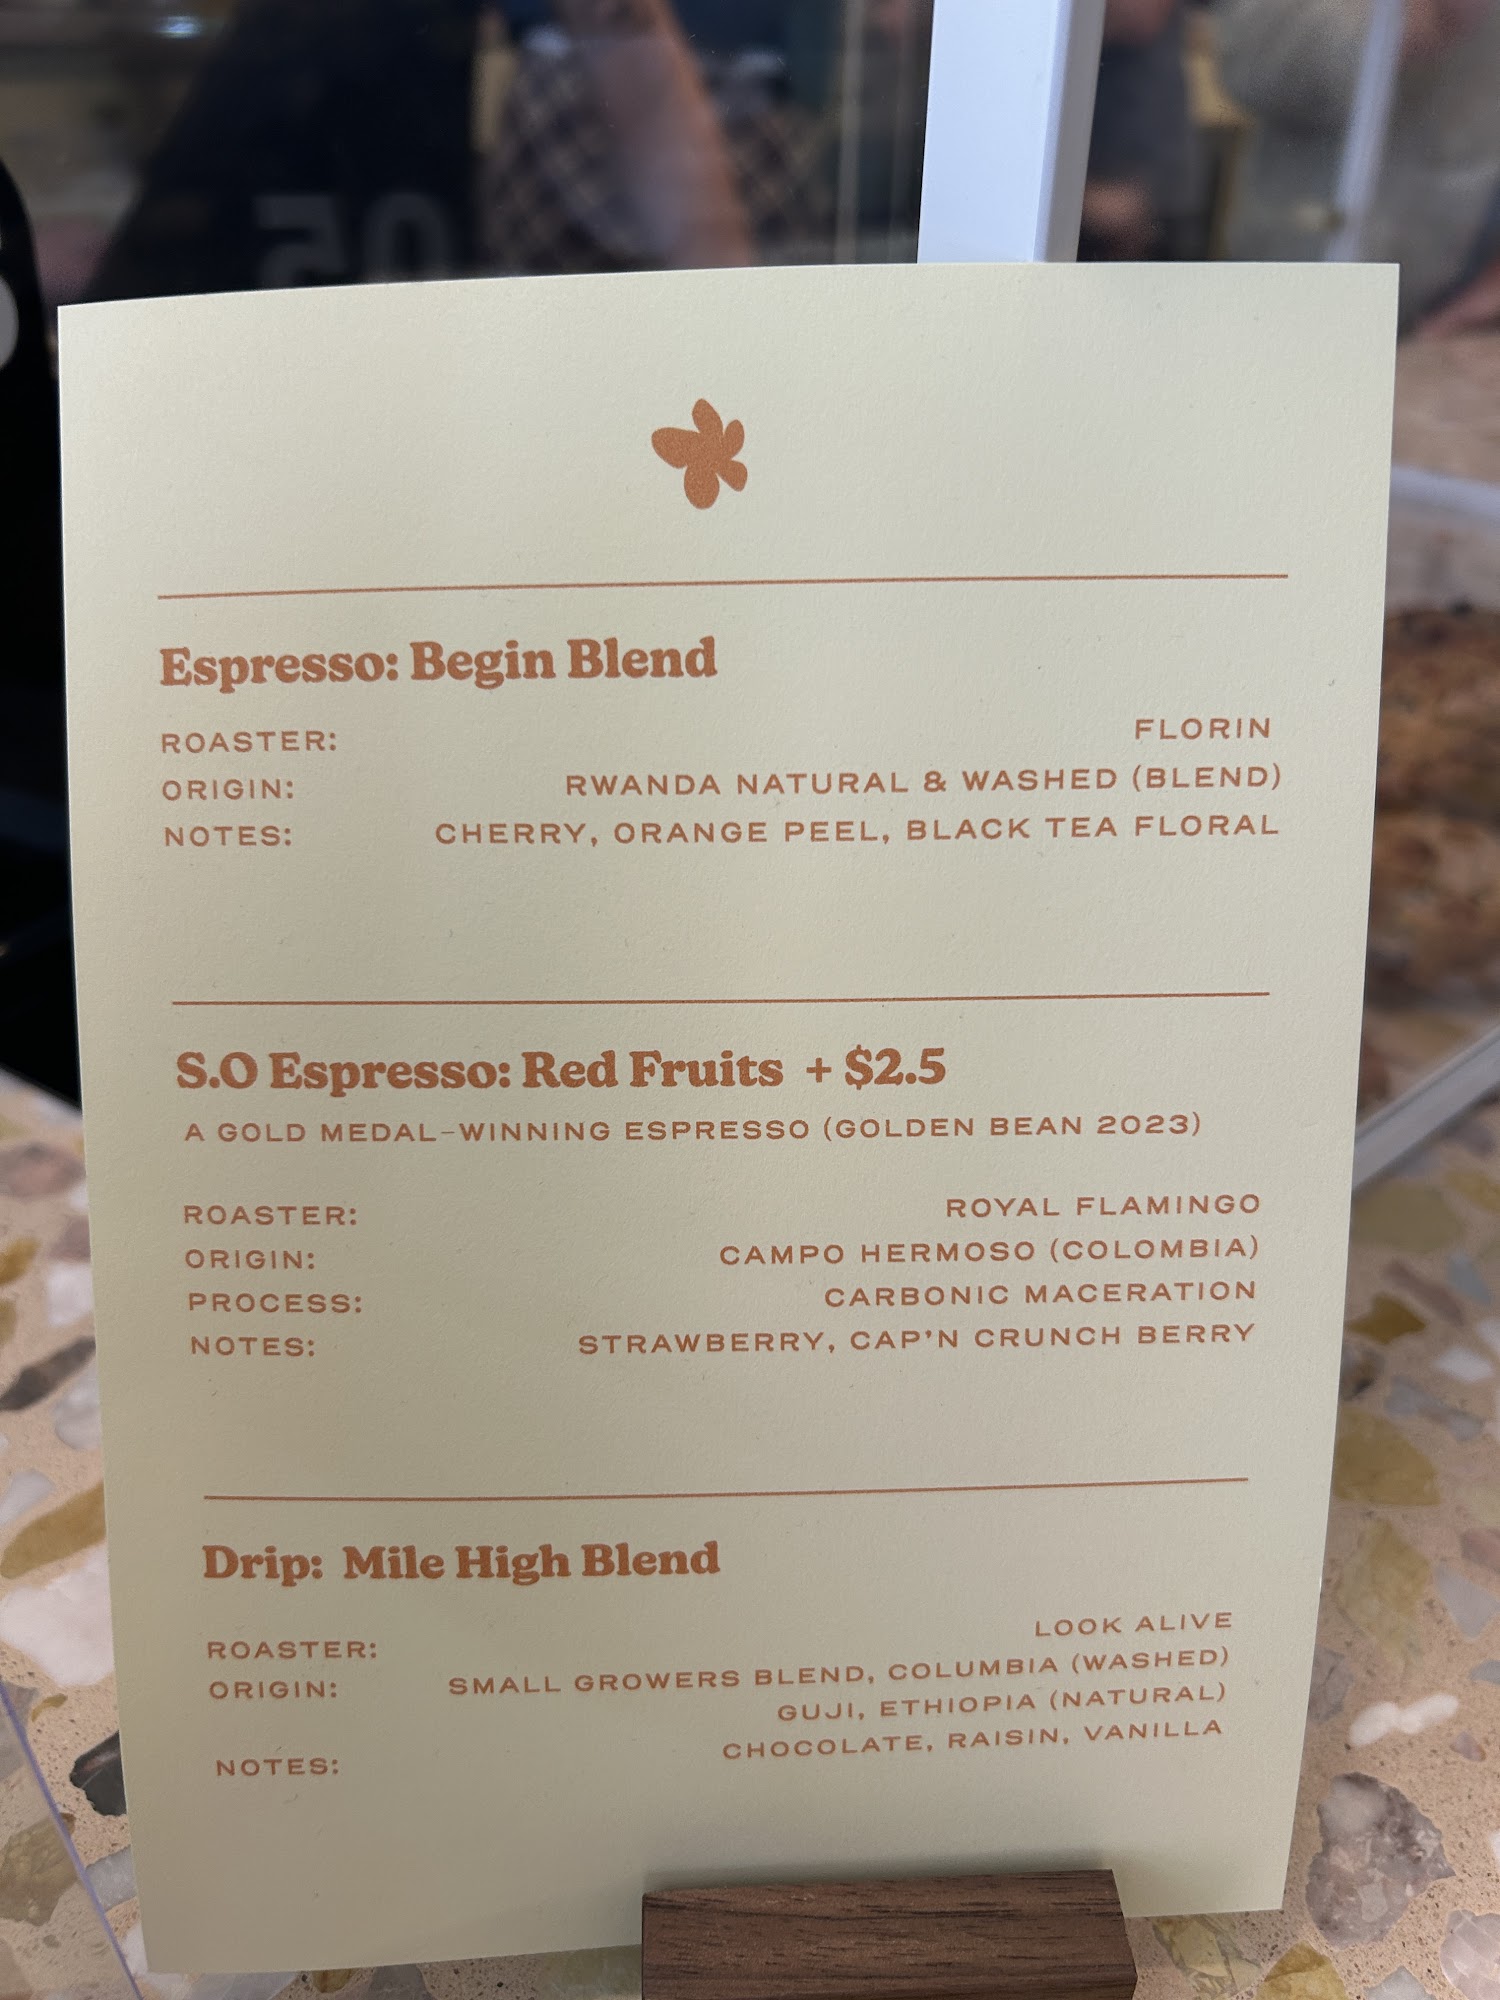 Espresso: Begin Blend
ROASTER: FLORIN
ORIGIN: RWANDA NATURAL & WASHED (BLEND)
NOTES: CHERRY, ORANGE PEEL, BLACK TEA FLORAL
S.O Espresso: Red Fruits + $2.5
A GOLD MEDAL-WINNING ESPRESSO (GOLDEN BEAN 2023)
ROASTER: ROYAL FLAMINGO
ORIGIN: CAMPO HERMOSO (COLOMBIA)
PROCESS: CARBONIC MACERATION
NOTES: STRAWBERRY, CAP'N CRUNCH BERRY
Drip: Mile High Blend
ROASTER: LOOK ALIVE
ORIGIN: SMALL GROWERS BLEND, COLUMBIA (WASHED)
GUJI, ETHIOPIA (NATURAL)
NOTES: CHOCOLATE, RAISIN, VANILLA